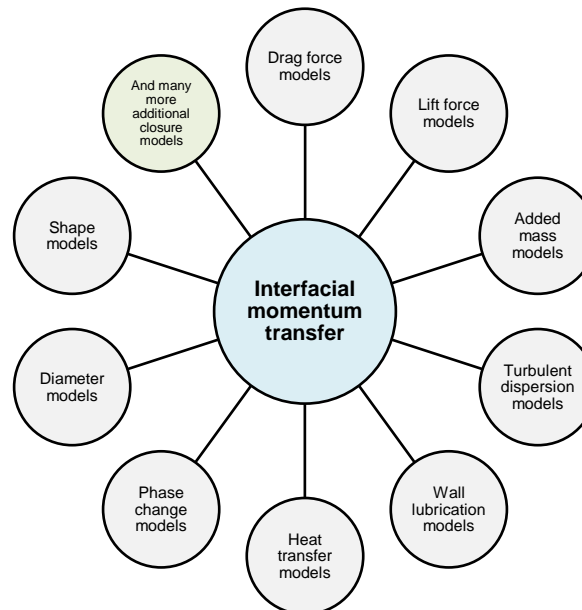 Drag force
models
Lift force
models
Added
mass
models
Turbulent
dispersion
models
Wall
lubrication
models
Heat
transfer
models
Phase
change
models
Diameter
models
Shape
models
And many
more
additional
closure
models
Interfacial
momentum
transfer